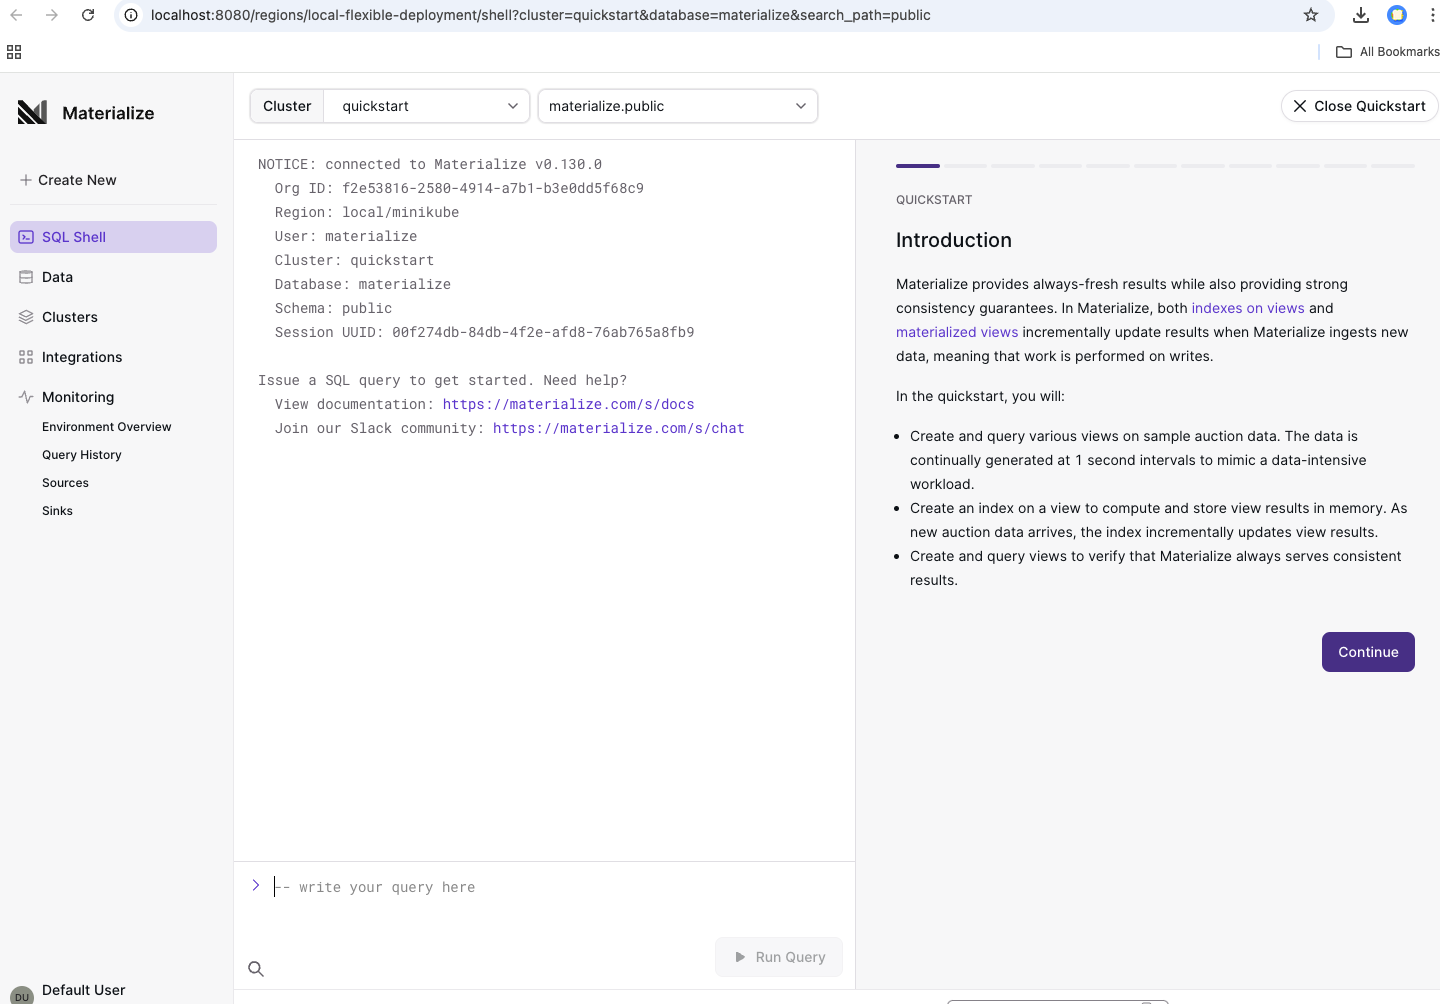 localhost:8080/regions/local-flexible-deployment/shell?cluster=quickstart&database=materialize&search_path=public
All Bookmarks
Materialize
Create New
SQL Shell
Data
Clusters
Integrations
Monitoring
Environment Overview
Query History
Sources
Sinks
DU
Default User
Cluster
quickstart
materialize.public
Close Quickstart
NOTICE: connected to Materialize v0.130.0
Org ID: f2e53816-2580-4914-a7b1-b3e0dd5f68c9
Region: local/minikube
User: materialize
Cluster: quickstart
Database: materialize
Schema: public
Session UUID: 00f274db-84db-4f2e-afd8-76ab765a8fb9
Issue a SQL query to get started. Need help?
View documentation: https://materialize.com/s/docs
Join our Slack community: https://materialize.com/s/chat
-- write your query here
Run Query
QUICKSTART
Introduction
Materialize provides always-fresh results while also providing strong
consistency guarantees. In Materialize, both indexes on views and
materialized views incrementally update results when Materialize ingests new
data, meaning that work is performed on writes.
In the quickstart, you will:
• Create and query various views on sample auction data. The data is
continually generated at 1 second intervals to mimic a data-intensive
workload.
• Create an index on a view to compute and store view results in memory. As
new auction data arrives, the index incrementally updates view results.
• Create and query views to verify that Materialize always serves consistent
results.
Continue